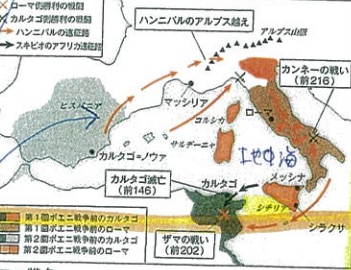 ローマ側勝利の戦闘
カルタゴ側勝利の戦闘
ハンニバルの遠征路
スキピオのアフリカ遠征路
ハンニバルのアルプス越え
アルプス山脈
カンネーの戦い
(前216)
ヒスパニア
マッシリア
コルシカ
ローマ
サルデーニャ
地中海
カルタゴ=ノヴァ
カルタゴ滅亡
(前146)
カルタゴ
メッシナ
シチリア
シラクサ
ザマの戦い
(前202)
第1回ポエニ戦争前のカルタゴ
第1回ポエニ戦争前のローマ
第2回ポエニ戦争前のカルタゴ
第2回ポエニ戦争前のローマ